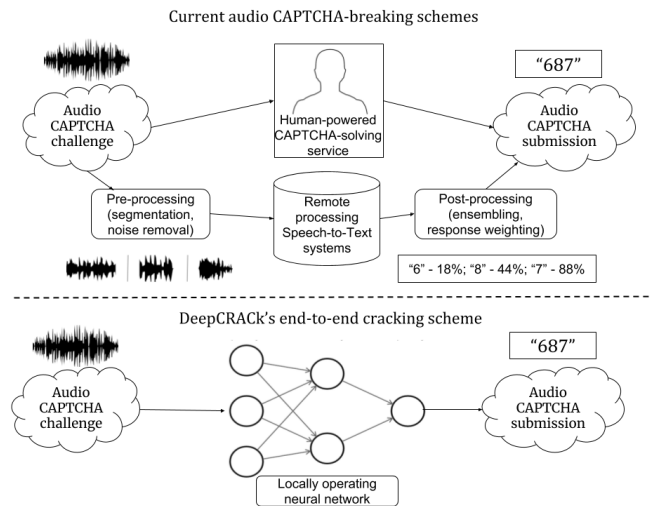 Current audio CAPTCHA-breaking schemes
“687”
Audio
CAPTCHA
challenge
Human-powered
CAPTCHA-solving
service
Audio
CAPTCHA
submission
Pre-processing
(segmentation,
noise removal)
Remote
processing
Speech-to-Text
systems
Post-processing
(ensembling,
response weighting)
“6” - 18%; “8” - 44%; “7” - 88%
DeepCRACk’s end-to-end cracking scheme
“687”
Audio
CAPTCHA
challenge
Audio
CAPTCHA
submission
Locally operating
neural network